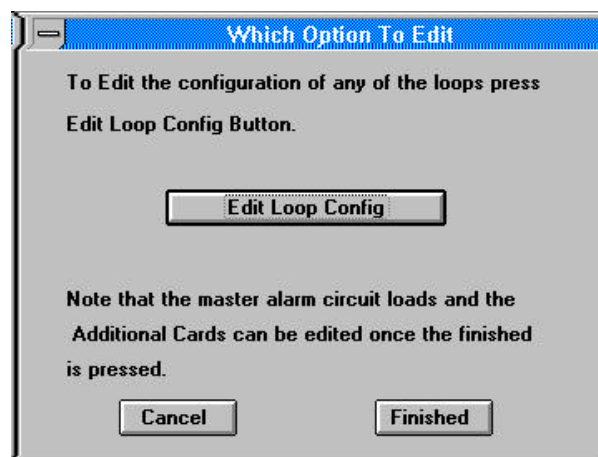 Which Option To Edit
To Edit the configuration of any of the loops press
Edit Loop Config Button.
Edit Loop Config
Note that the master alarm circuit loads and the
Additional Cards can be edited once the finished
is pressed.
Cancel
Finished